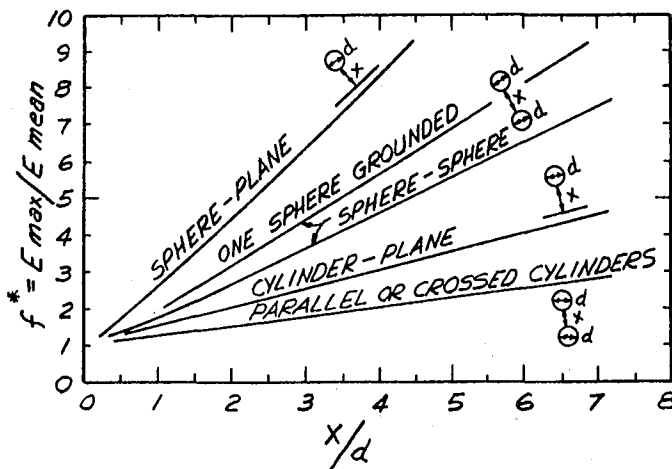 10
9
8
7
6
5
4
3
2
1
0
f* = E max/E mean
SPHERE-PLANE
ONE SPHERE GROUNDED
SPHERE-SPHERE
CYLINDER-PLANE
PARALLEL OR CROSSED CYLINDERS
d
x
d
x
d
d
x
d
x
d
0 1 2 3 4 5 6 7 8
X/d